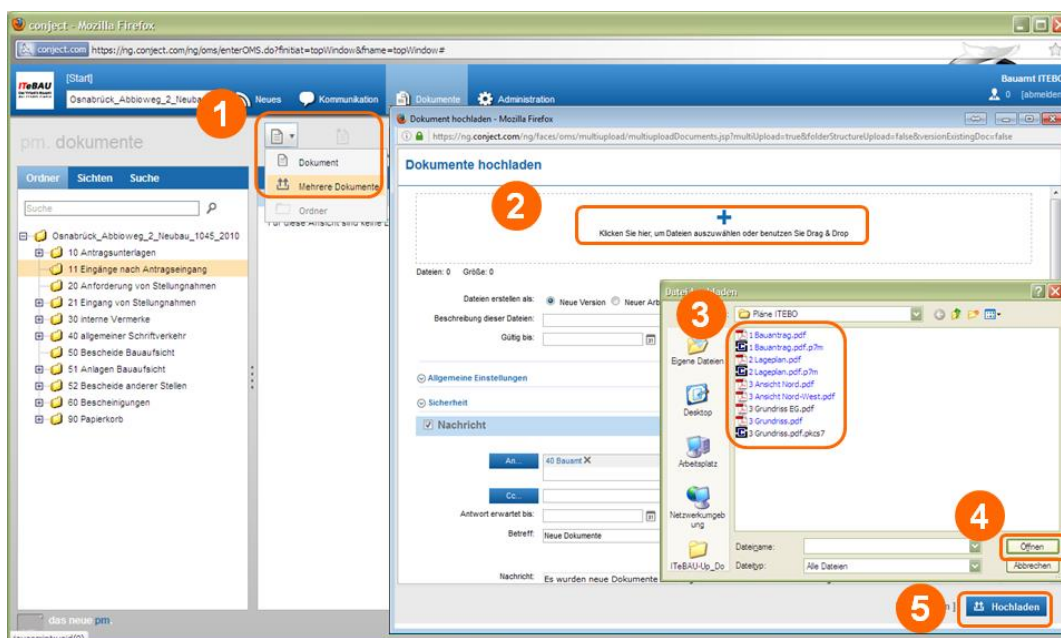 conject - Mozilla Firefox
conject.com https://ng.conject.com/ng/oms/enterOMS.do?finitiat=topWindow&fname=topWindow#
ITeBAU
[Start]
Osnabrück_Abbioweg_2_Neubau
Neues
Kommunikation
Dokumente
Administration
Bauamt ITEBO
0 [abmelden
1
pm. dokumente
Ordner Sichten Suche
Suche
Osnabrück_Abbioweg_2_Neubau_1045_2010
10 Antragsunterlagen
11 Eingänge nach Antragseingang
20 Anforderung von Stellungnahmen
21 Eingang von Stellungnahmen
30 interne Vermerke
40 allgemeiner Schriftverkehr
50 Bescheide Bauaufsicht
51 Anlagen Bauaufsicht
52 Bescheide anderer Stellen
60 Bescheinigungen
90 Papierkorb
das neue pm.
Dokument
Mehrere Dokumente
Ordner
Für diese Ansicht sind keine
Dokument hochladen - Mozilla Firefox
https://ng.conject.com/ng/faces/oms/multiupload/multiuploadDocuments.jsp?multiUpload=true&folderStructureUpload=false&versionExistingDoc=false
Dokumente hochladen
2
+
Klicken Sie hier, um Dateien auszuwählen oder benutzen Sie Drag & Drop
Dateien: 0 Größe: 0
Dateien erstellen als: Neue Version Neuer Arb
Beschreibung dieser Dateien:
Gültig bis:
Allgemeine Einstellungen
Sicherheit
Nachricht
An... 40 Bauamt X
Cc...
Antwort erwartet bis:
Betreff: Neue Dokumente
Nachricht: Es wurden neue Dokumente
3
Pläne ITEBO
Eigene Dateien
Desktop
Arbeitsplatz
Netzwerkumgeb
ung
ITeBAU-Up_Do
1 Bauantrag.pdf
1 Bauantrag.pdf.p7m
2 Lageplan.pdf
2 Lageplan.pdf.p7m
3 Ansicht Nord.pdf
3 Ansicht Nord-West.pdf
3 Grundriss EG.pdf
3 Grundriss.pdf
3 Grundriss.pdf.pkcs7
4
Dateiname: Öffnen
Dateityp: Alle Dateien Abbrechen
5
Hochladen